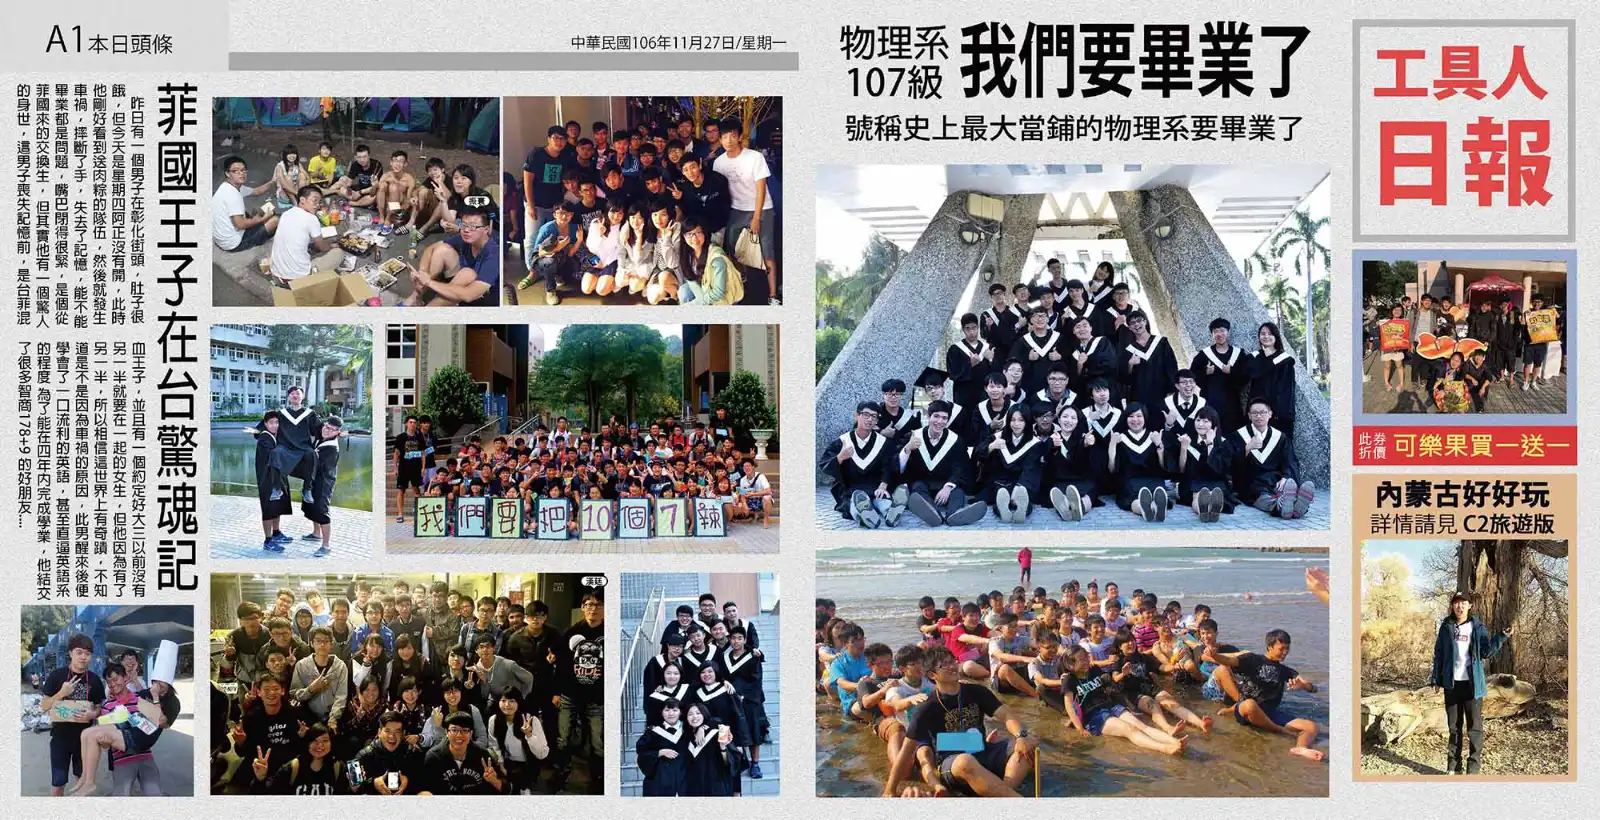 A1本日頭條
中華民國106年11月27日/星期一
菲國王子在台驚魂記
昨日有一個男子在彰化街頭，肚子很
餓，但今天是星期四阿正沒有開，此時
他剛好看到送肉粽的隊伍，然後就發生
車禍，摔斷了手，失去了記憶，能不能
畢業都是問題，嘴巴閉得很緊，是個從
菲國來的交換生，但其實他有一個驚人
的身世，這男子喪失記憶前，是台菲混
血王子，並且有一個約定好大三以前沒有
另一半就要在一起的女生，但他因為有了
另一半，所以相信這世界上有奇蹟，不知
道是不是因為車禍的原因，此男醒來後便
學會了一口流利的英語，甚至直逼英語系
的程度 為了能在四年內完成學業，他結交
了很多智商178+9 的好朋友....
振寰
我們要把10個7辣
漢廷
物理系
107級
我們要畢業了
號稱史上最大當鋪的物理系要畢業了
工具人
日報
此券
折價
可樂果買一送一
內蒙古好好玩
詳情請見 C2旅遊版